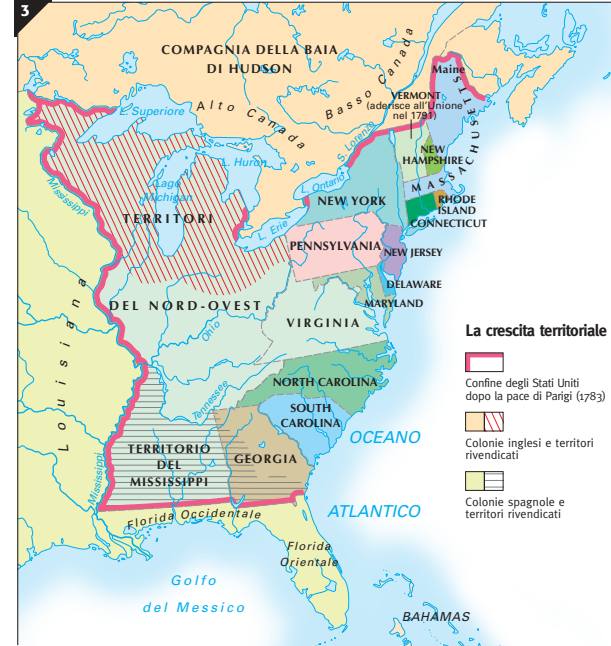 3
COMPAGNIA DELLA BAIA
DI HUDSON
Alto Canada
Basso Canada
Maine
VERMONT
(aderisce all'Unione
nel 1791)
MASSACHUSETTS
NEW
HAMPSHIRE
L. Superiore
L. Huron
Lago
Michigan
L. Ontario
S. Lorenzo
L. Erie
Mississippi
TERRITORI
DEL NORD-OVEST
NEW YORK
RHODE
ISLAND
CONNECTICUT
PENNSYLVANIA
NEW JERSEY
DELAWARE
MARYLAND
VIRGINIA
Ohio
Louisiana
NORTH CAROLINA
Tennessee
SOUTH
CAROLINA
TERRITORIO
DEL
MISSISSIPPI
GEORGIA
Mississippi
OCEANO
ATLANTICO
Florida Occidentale
Florida
Orientale
Golfo
del Messico
BAHAMAS
La crescita territoriale
Confine degli Stati Uniti
dopo la pace di Parigi (1783)
Colonie inglesi e territori
rivendicati
Colonie spagnole e
territori rivendicati